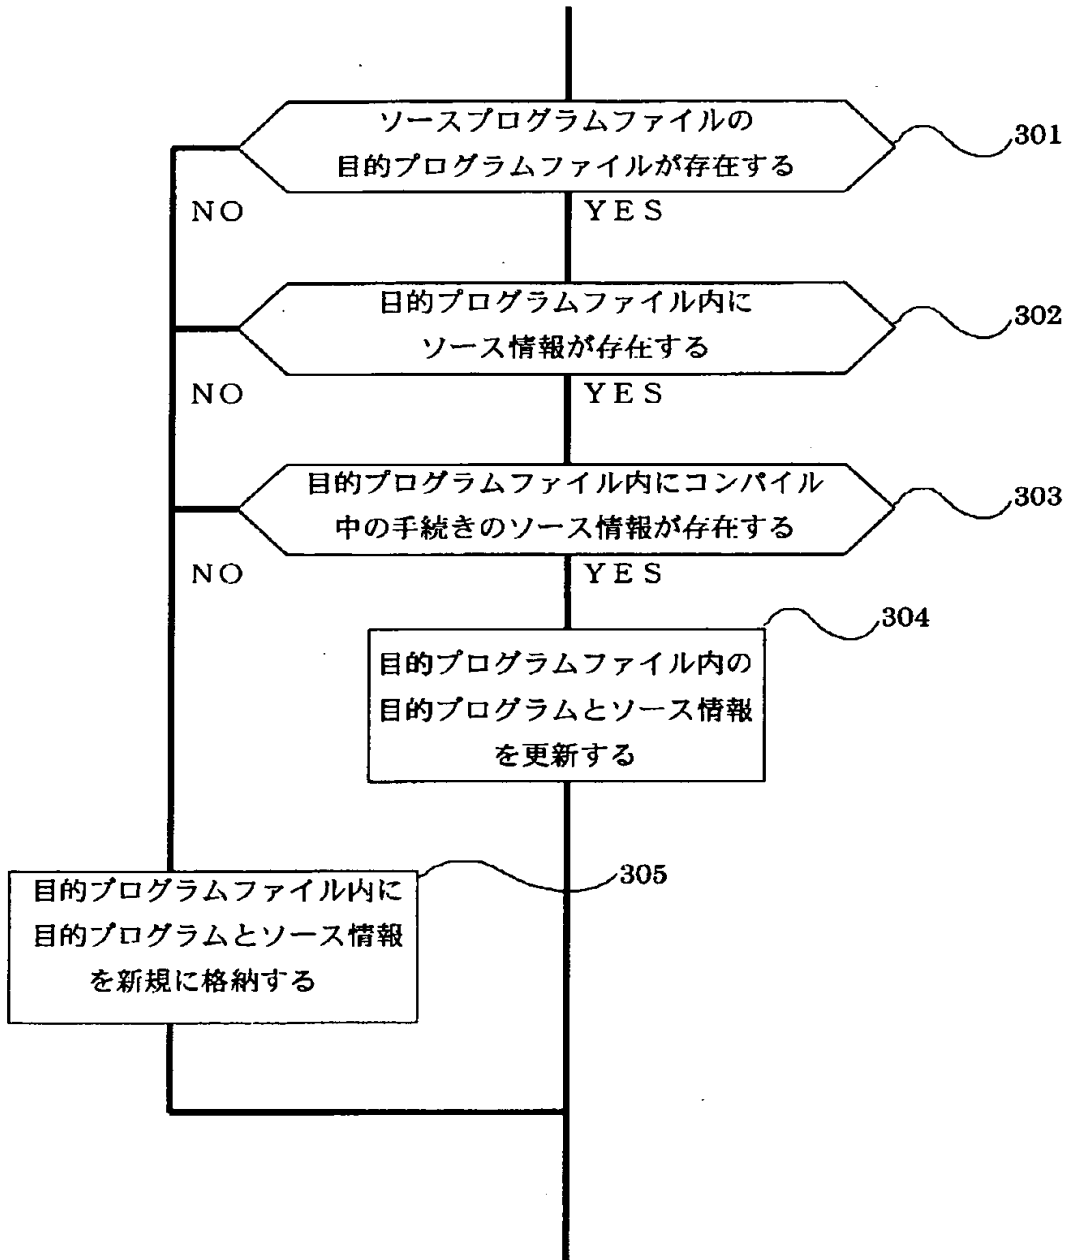 ソースプログラムファイルの
目的プログラムファイルが存在する
301
NO
YES
目的プログラムファイル内に
ソース情報が存在する
302
NO
YES
目的プログラムファイル内にコンパイル
中の手続きのソース情報が存在する
303
NO
YES
304
目的プログラムファイル内の
目的プログラムとソース情報
を更新する
305
目的プログラムファイル内に
目的プログラムとソース情報
を新規に格納する